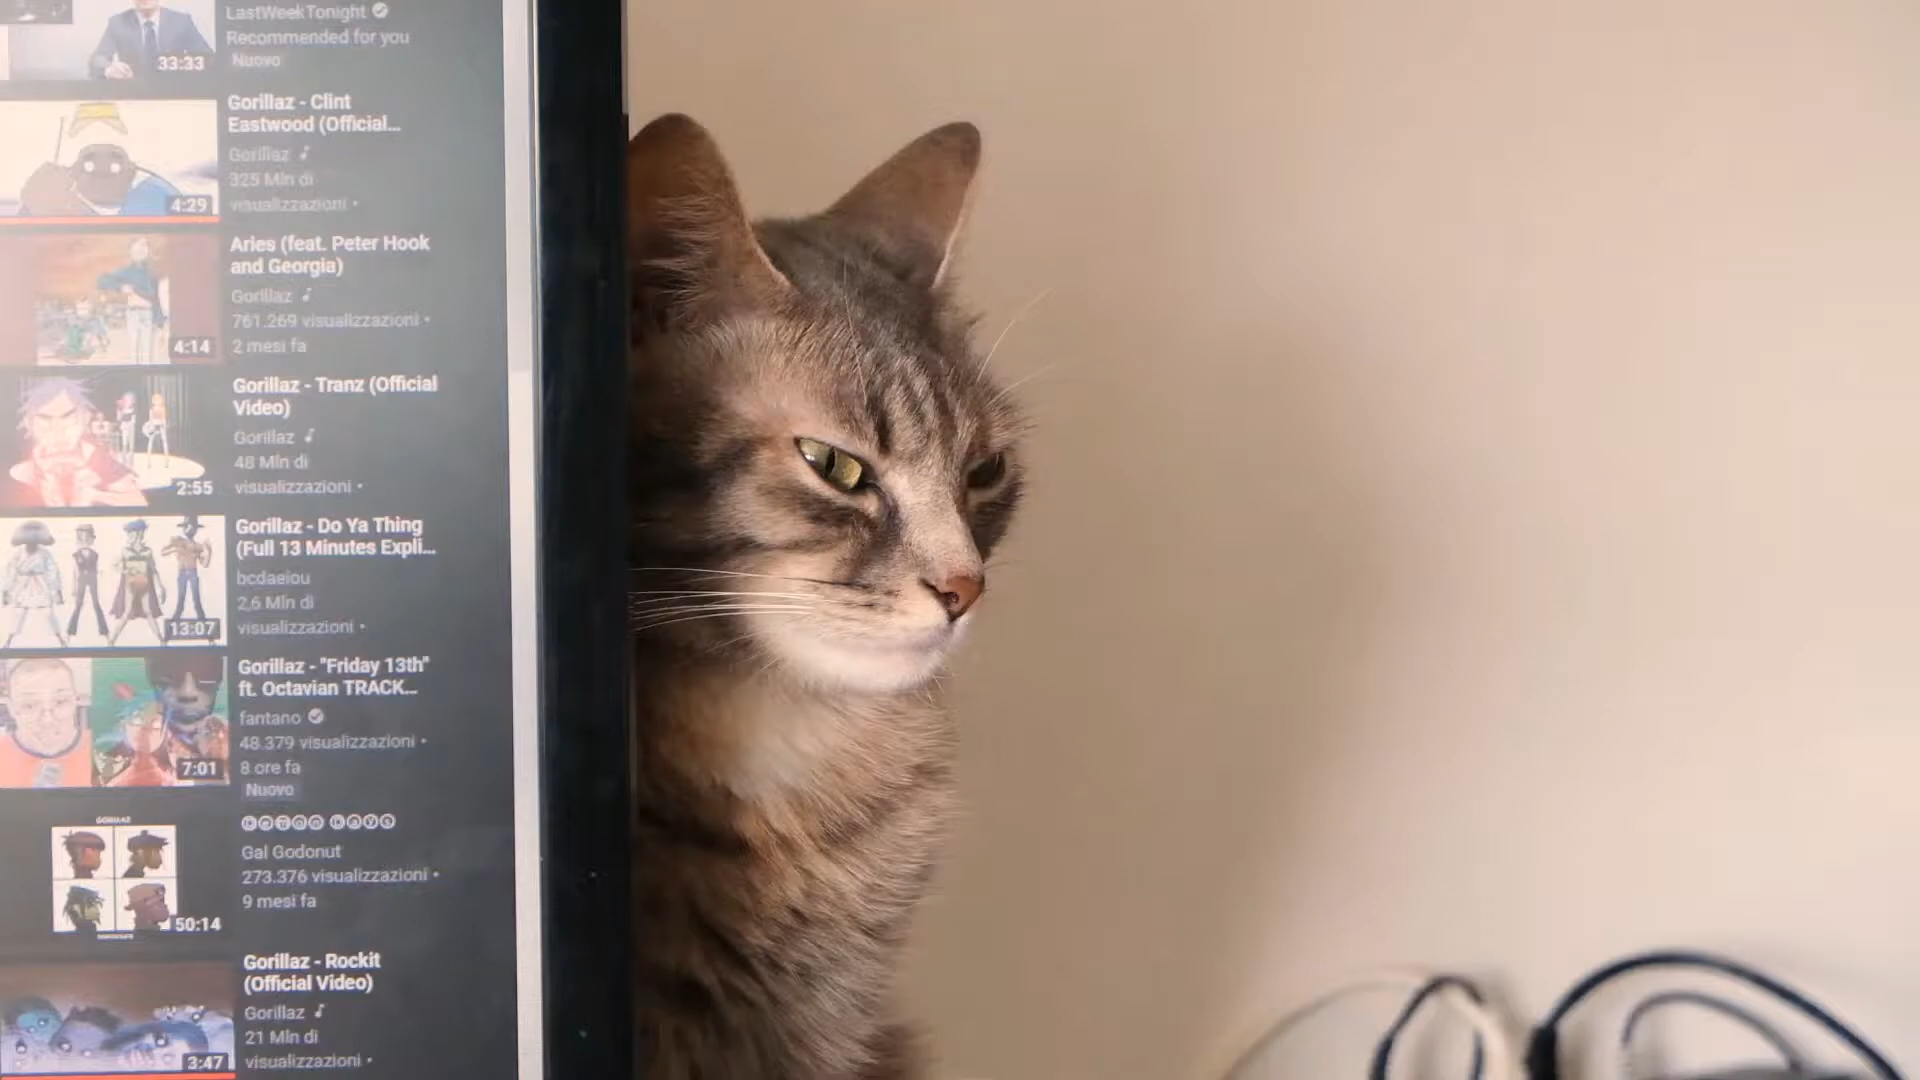 LastWeekTonight
Recommended for you
33:33
Nuovo
Gorillaz - Clint
Eastwood (Official...
Gorillaz
325 Mln di
visualizzazioni •
4:29
Aries (feat. Peter Hook
and Georgia)
Gorillaz
761.269 visualizzazioni •
2 mesi fa
4:14
Gorillaz - Tranz (Official
Video)
Gorillaz
48 Mln di
visualizzazioni •
2:55
Gorillaz - Do Ya Thing
(Full 13 Minutes Expli...
bcdaeiou
2,6 Mln di
visualizzazioni •
13:07
Gorillaz - "Friday 13th"
ft. Octavian TRACK...
fantano
48.379 visualizzazioni •
8 ore fa
7:01
Nuovo
GORILLAZ
Ⓓⓔⓜⓞⓝ Ⓓⓐⓨⓢ
Gal Godonut
273.376 visualizzazioni •
9 mesi fa
50:14
Gorillaz - Rockit
(Official Video)
Gorillaz
21 Mln di
visualizzazioni •
3:47